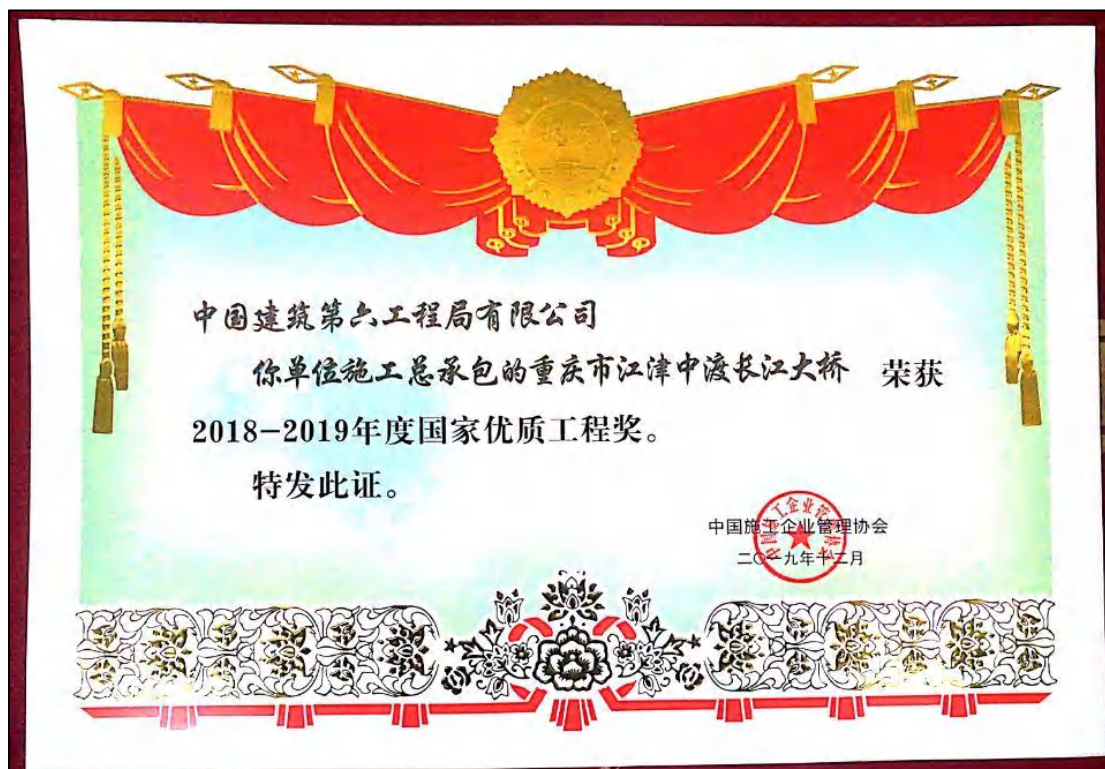 中国建筑第六工程局有限公司
你单位施工总承包的重庆市江津中渡长江大桥 荣获
2018-2019年度国家优质工程奖。
特发此证。
中国施工企业管理协会
二〇一九年十二月